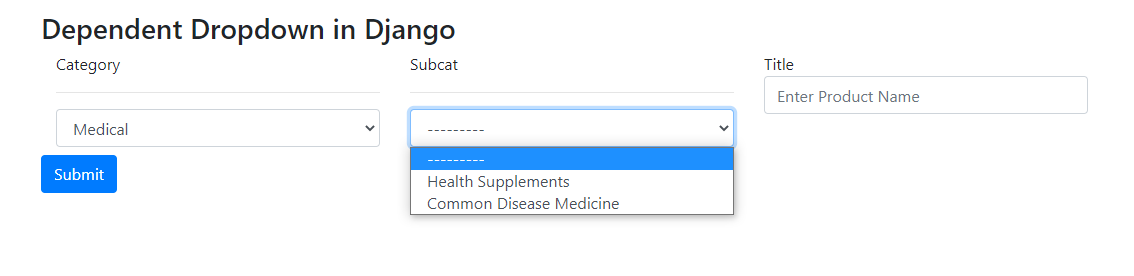 Dependent Dropdown in Django
Category Subcat Title
Enter Product Name
Medical ---------
---------
Submit
Health Supplements
Common Disease Medicine